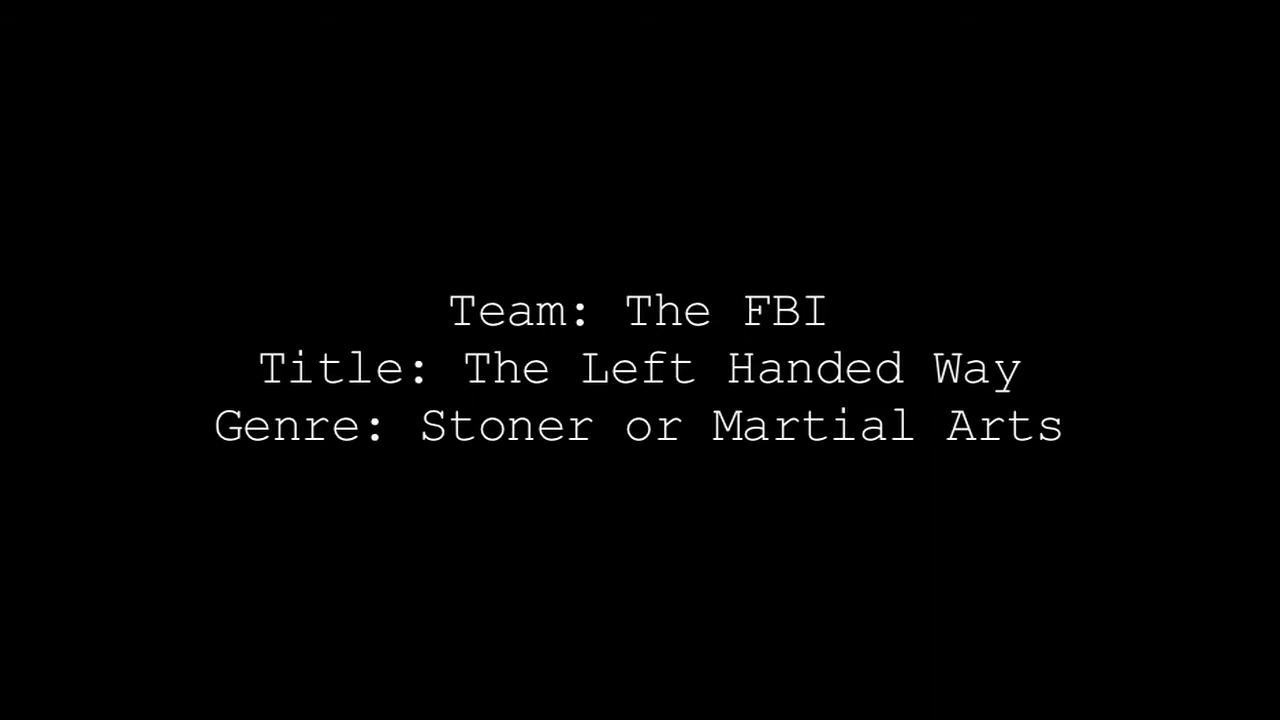 Team: The FBI
Title: The Left Handed Way
Genre: Stoner or Martial Arts